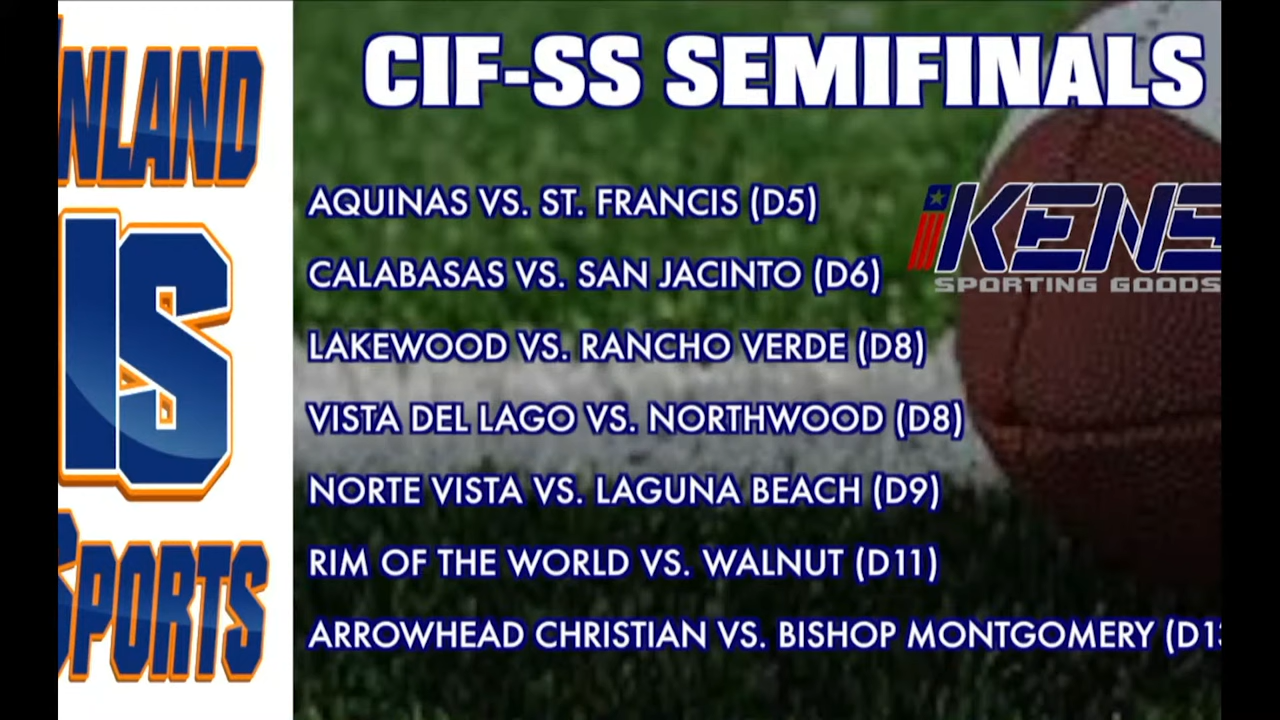 CIF-SS SEMIFINALS
NLAND
IS
SPORTS
AQUINAS VS. ST. FRANCIS (D5)
CALABASAS VS. SAN JACINTO (D6)
LAKEWOOD VS. RANCHO VERDE (D8)
VISTA DEL LAGO VS. NORTHWOOD (D8)
NORTE VISTA VS. LAGUNA BEACH (D9)
RIM OF THE WORLD VS. WALNUT (D11)
ARROWHEAD CHRISTIAN VS. BISHOP MONTGOMERY
KENS
SPORTING GOODS